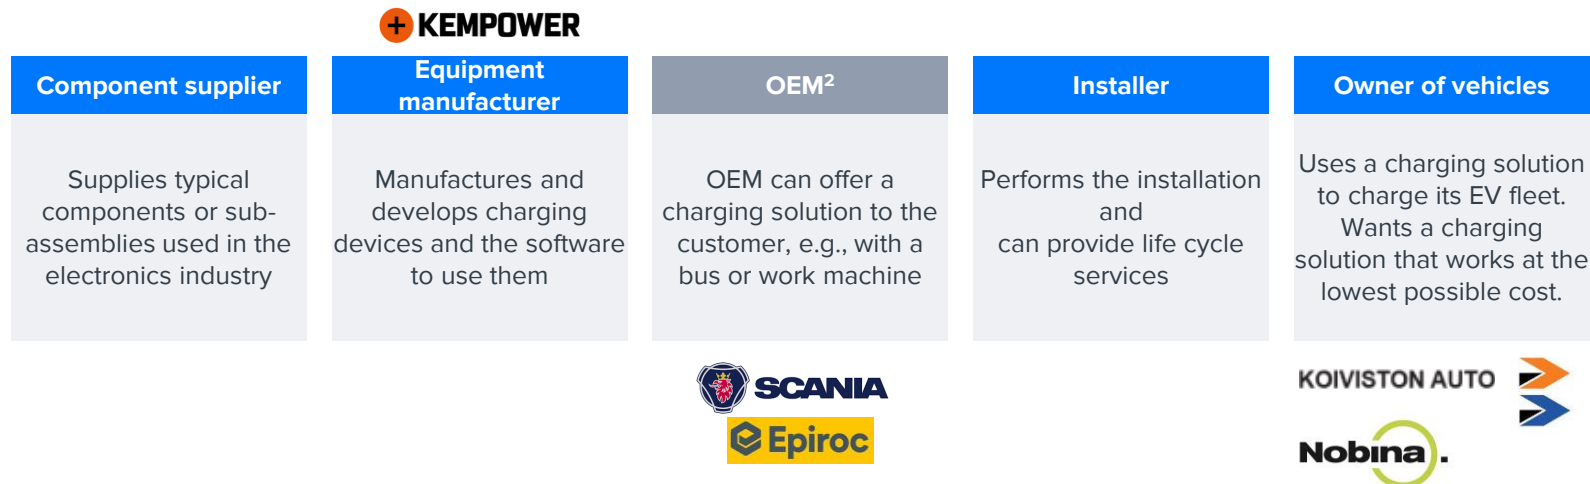 KEMPOWER
Component supplier
Supplies typical
components or sub-
assemblies used in the
electronics industry
Equipment
manufacturer
Manufactures and
develops charging
devices and the software
to use them
OEM²
OEM can offer a
charging solution to the
customer, e.g., with a
bus or work machine
SCANIA
Epiroc
Installer
Performs the installation
and
can provide life cycle
services
Owner of vehicles
Uses a charging solution
to charge its EV fleet.
Wants a charging
solution that works at the
lowest possible cost.
KOIVISTON AUTO
Nobina.